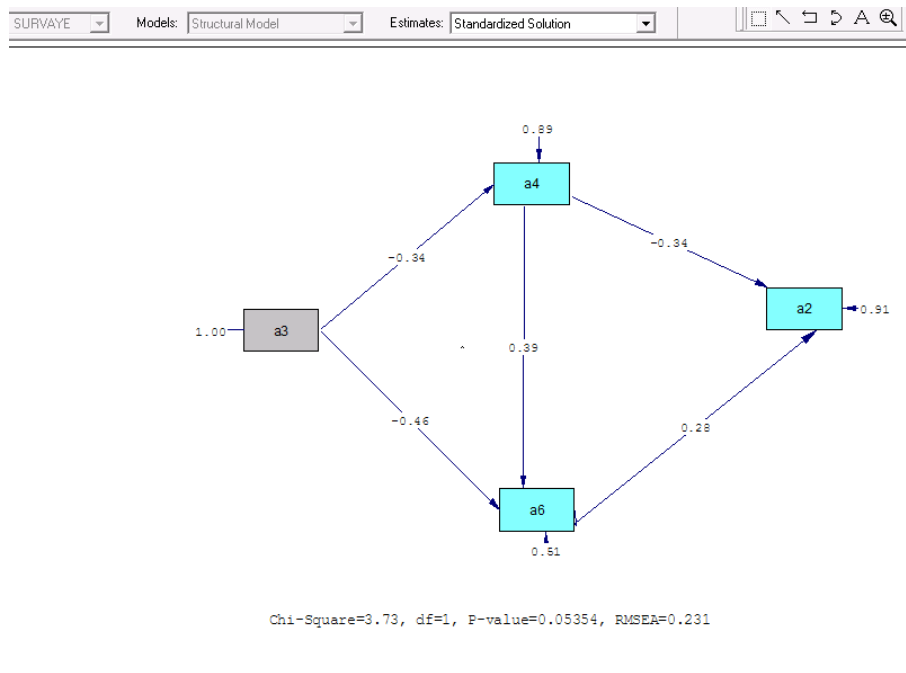 SURVAYE Models: Structural Model Estimates: Standardized Solution A
0.89
a4
-0.34
-0.34
a2
0.91
1.00
a3
0.39
-0.46
0.28
a6
0.51
Chi-Square=3.73, df=1, P-value=0.05354, RMSEA=0.231